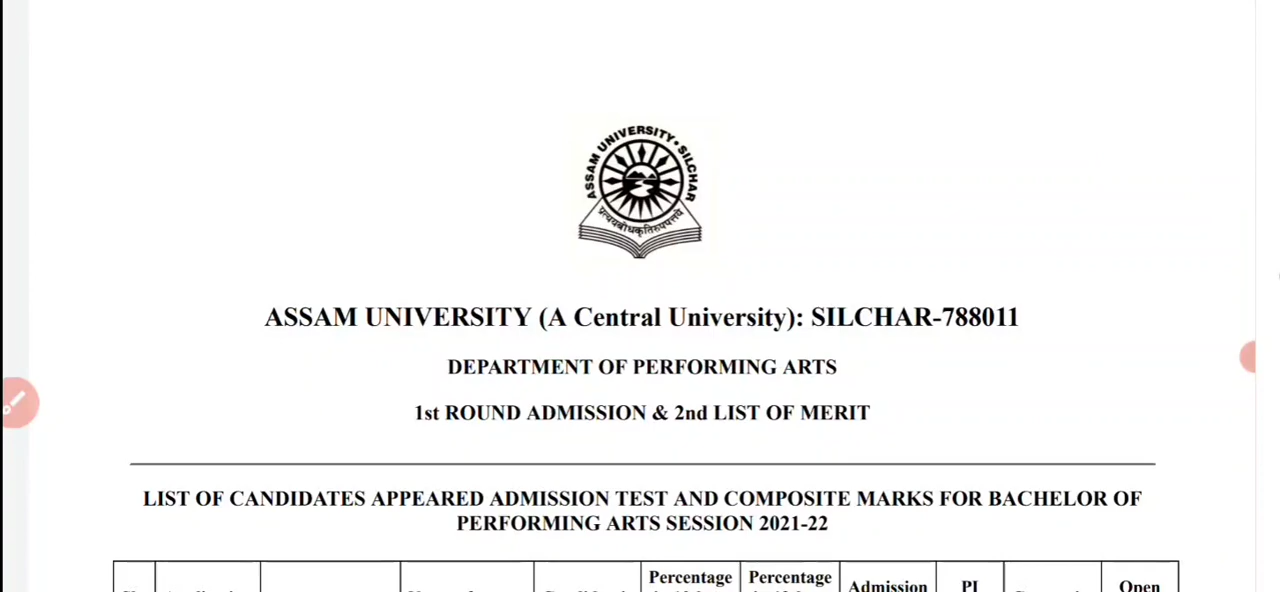 ASSAM UNIVERSITY • SILCHAR
ASSAM UNIVERSITY (A Central University): SILCHAR-788011
DEPARTMENT OF PERFORMING ARTS
1st ROUND ADMISSION & 2nd LIST OF MERIT
LIST OF CANDIDATES APPEARED ADMISSION TEST AND COMPOSITE MARKS FOR BACHELOR OF
PERFORMING ARTS SESSION 2021-22
Percentage Percentage Admission PI Open